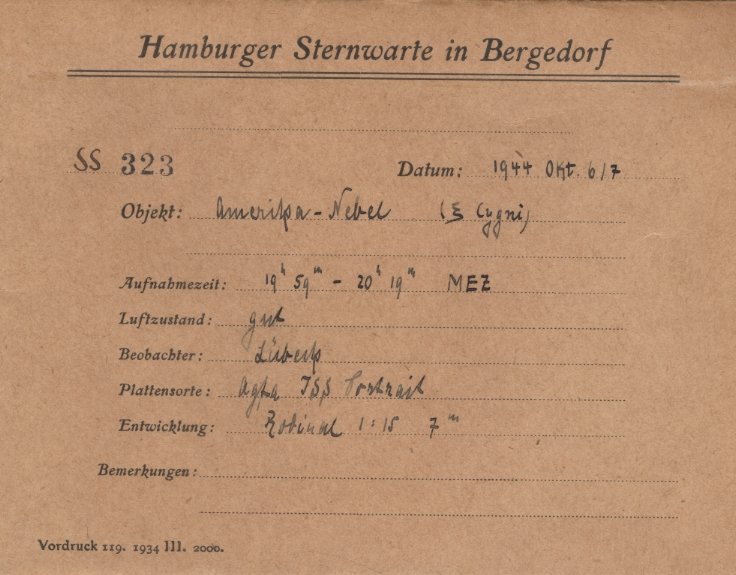 Hamburger Sternwarte in Bergedorf
SS 323
Datum: 1944 Okt. 6/7
Objekt: Amerika-Nebel (ξ Cygni)
Aufnahmezeit: 19ʰ 59ᵐ - 20ʰ 19ᵐ MEZ
Luftzustand: gut
Beobachter: Lübeck
Plattensorte: Agfa ISS Portrait
Entwicklung: Rodinal 1:15 7ᵐ
Bemerkungen:
Vordruck 119. 1934 III. 2000.